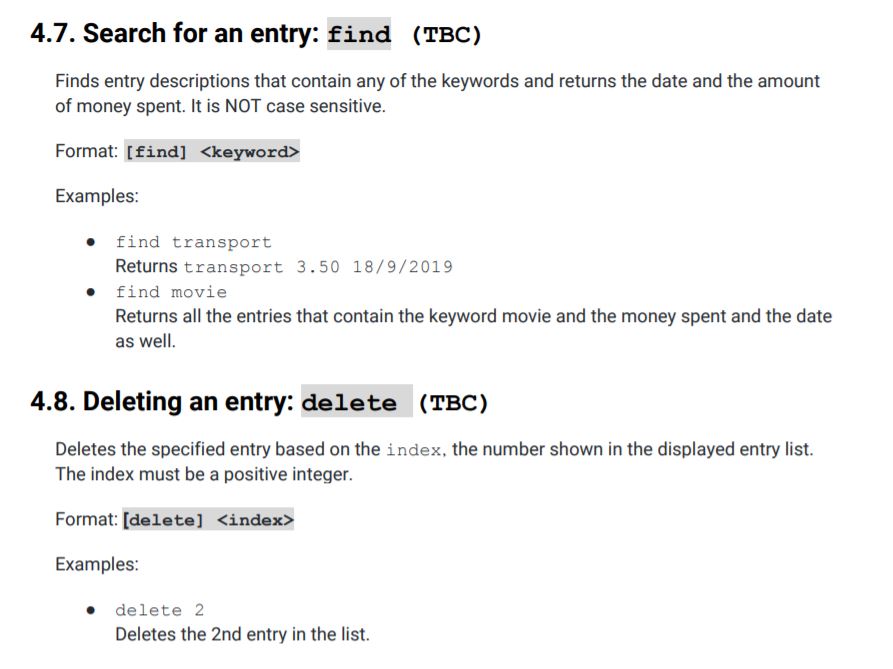 4.7. Search for an entry: find (TBC)
Finds entry descriptions that contain any of the keywords and returns the date and the amount
of money spent. It is NOT case sensitive.
Format: [find] <keyword>
Examples:
● find transport
Returns transport 3.50 18/9/2019
● find movie
Returns all the entries that contain the keyword movie and the money spent and the date
as well.
4.8. Deleting an entry: delete (TBC)
Deletes the specified entry based on the index, the number shown in the displayed entry list.
The index must be a positive integer.
Format: [delete] <index>
Examples:
● delete 2
Deletes the 2nd entry in the list.